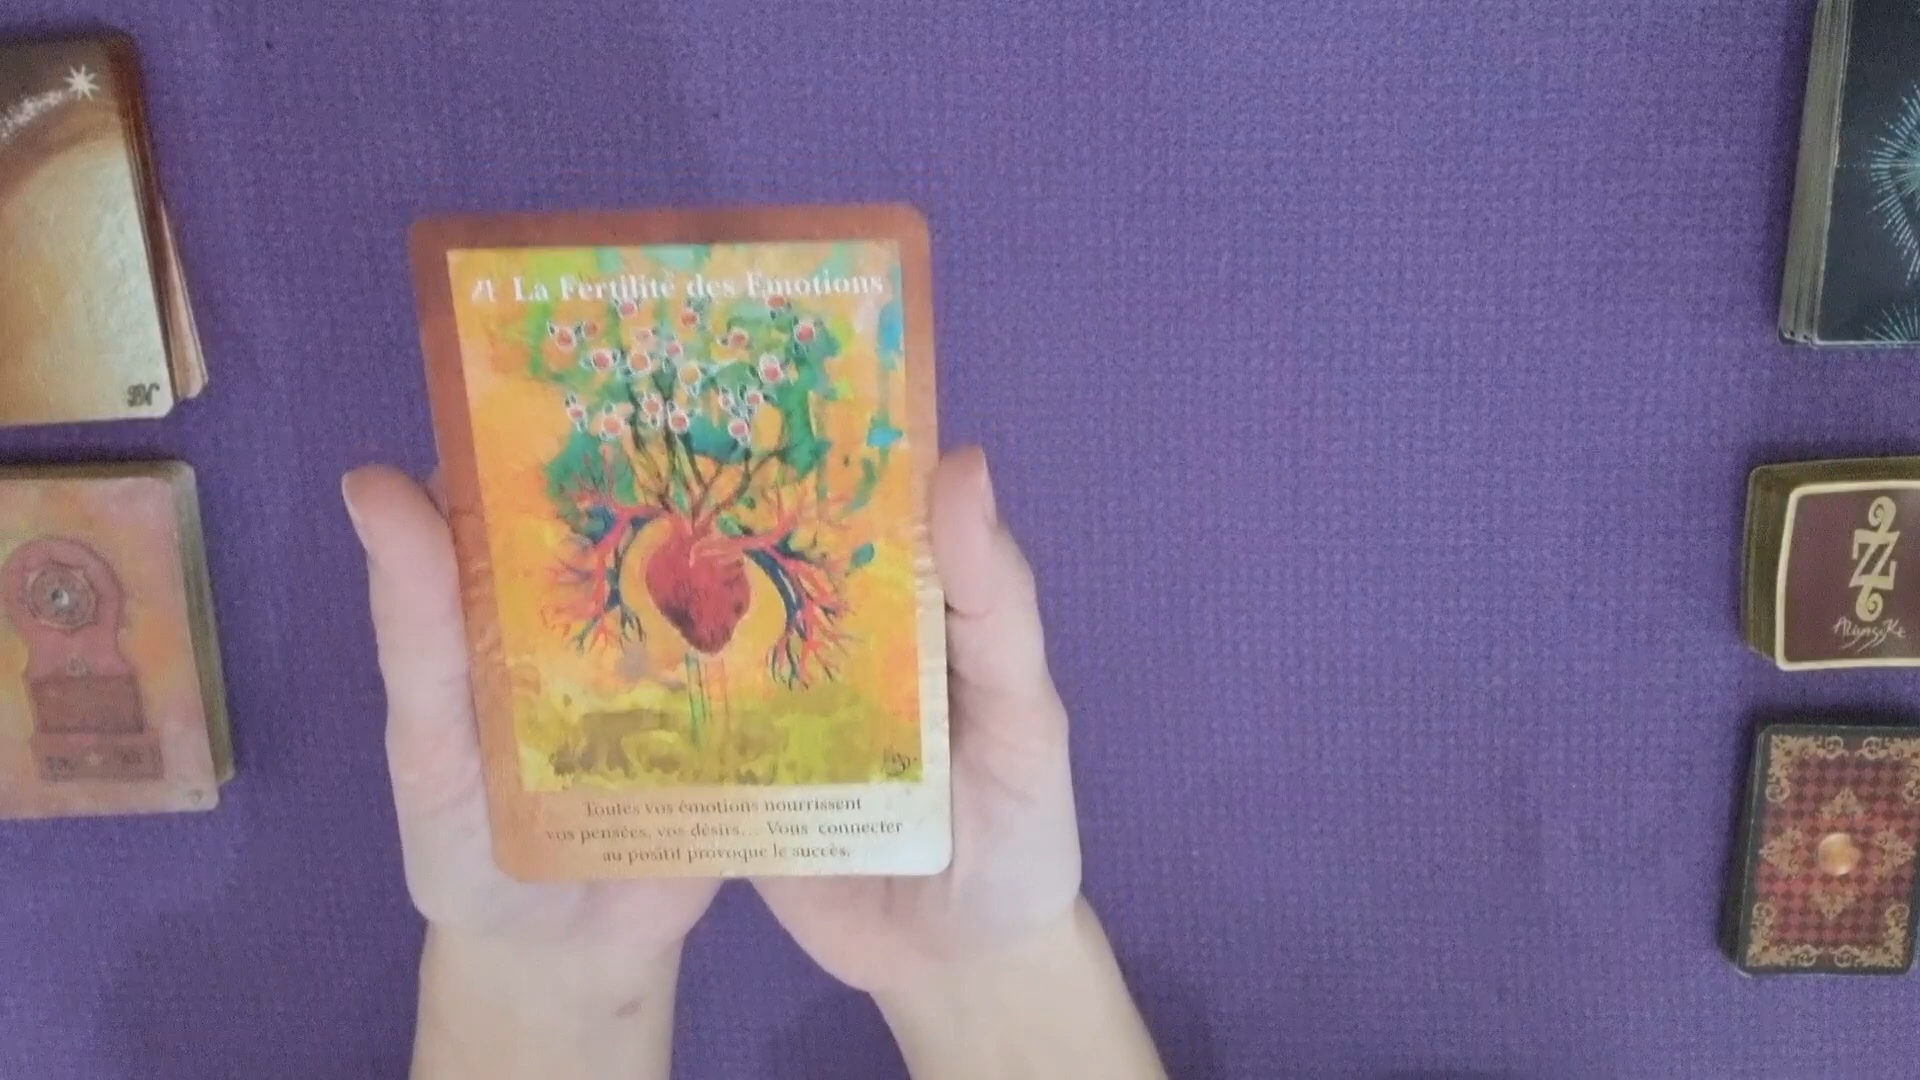 La Fertilité des Émotions
Toutes vos émotions nourrissent
vos pensées, vos désirs... Vous connecter
au positif provoque le succès.